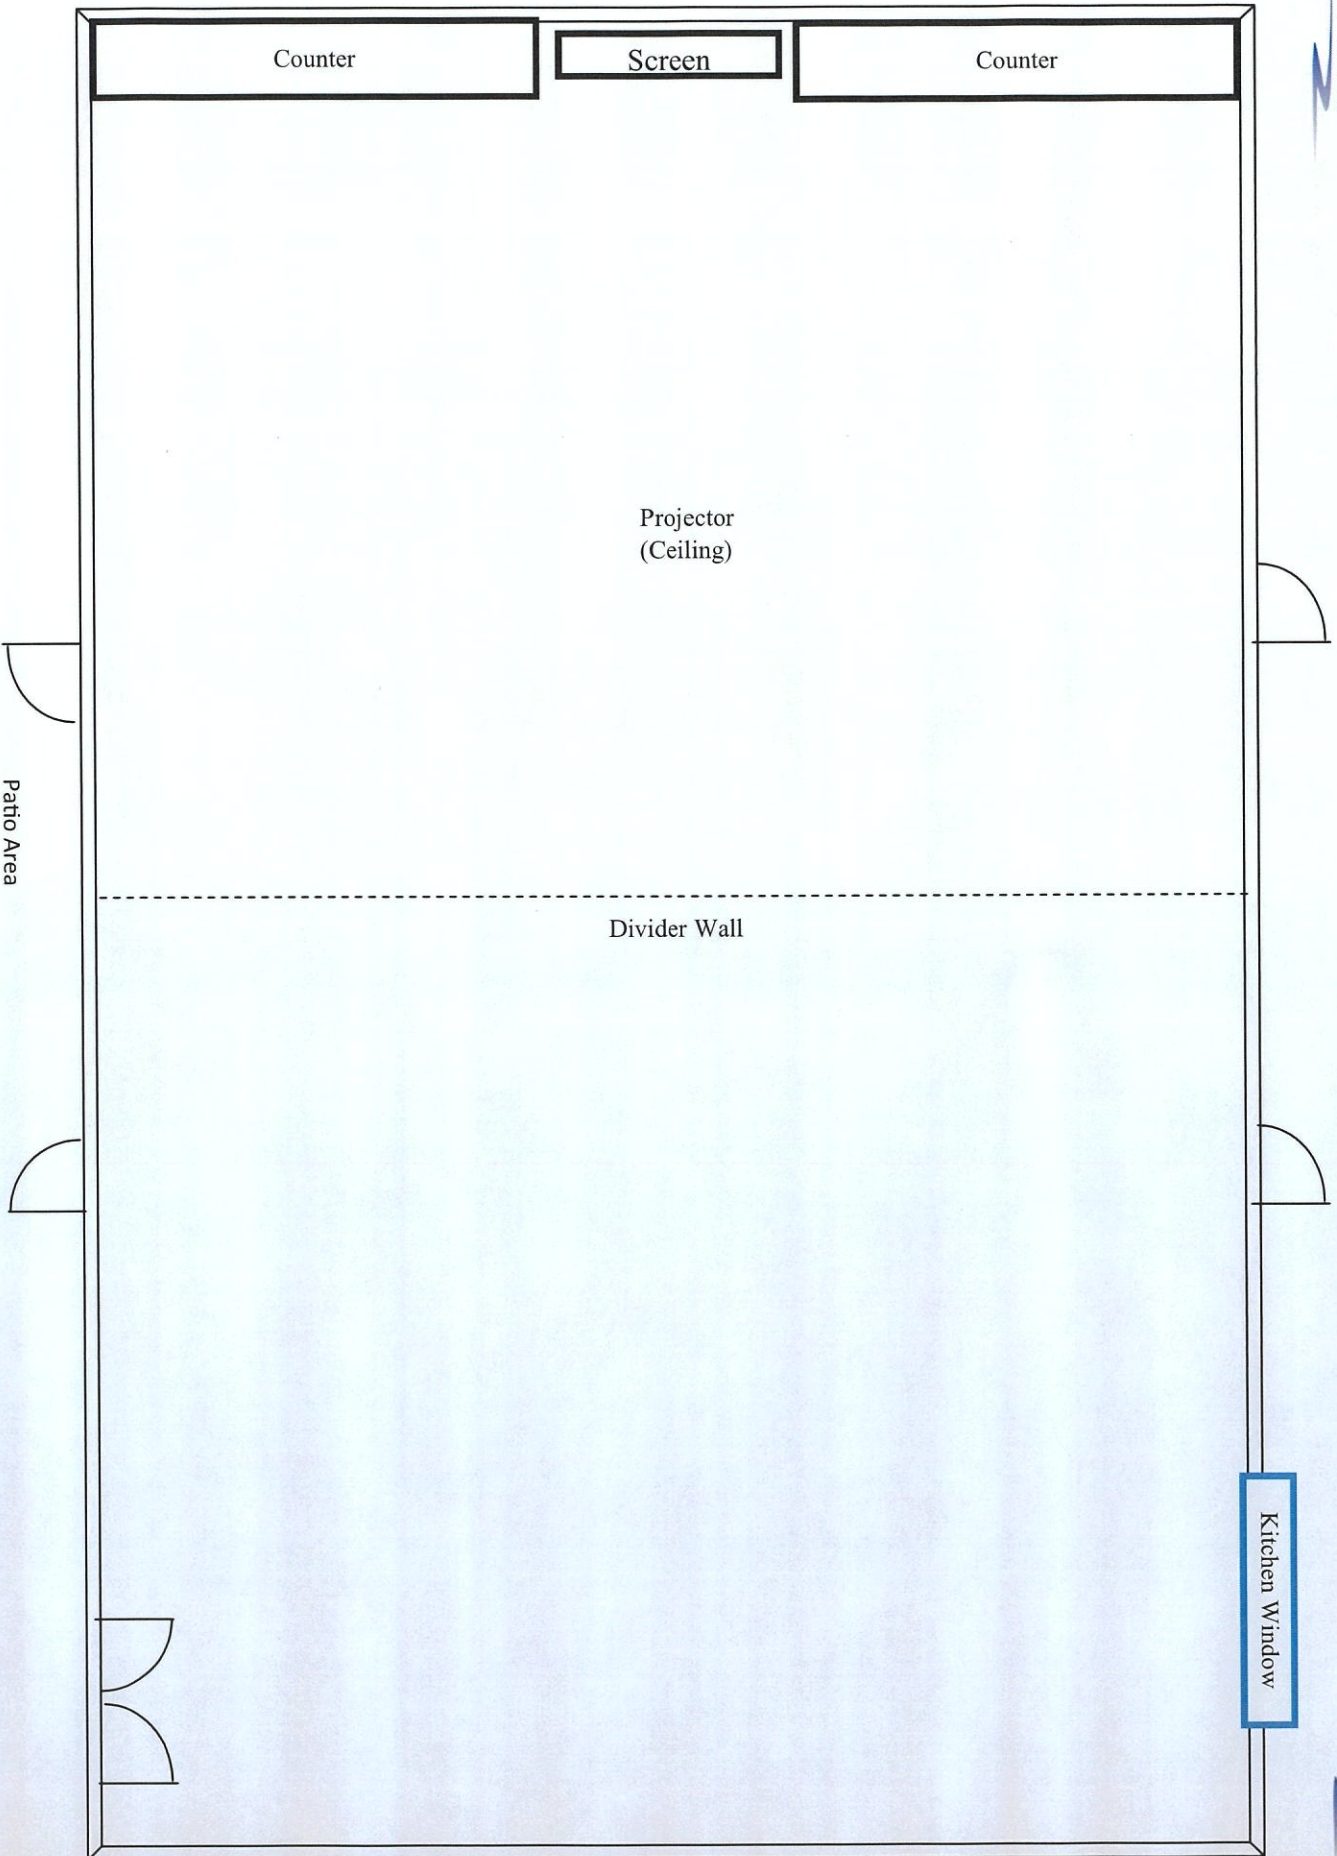 Counter
Screen
Counter
Projector
(Ceiling)
Patio Area
Divider Wall
Kitchen Window